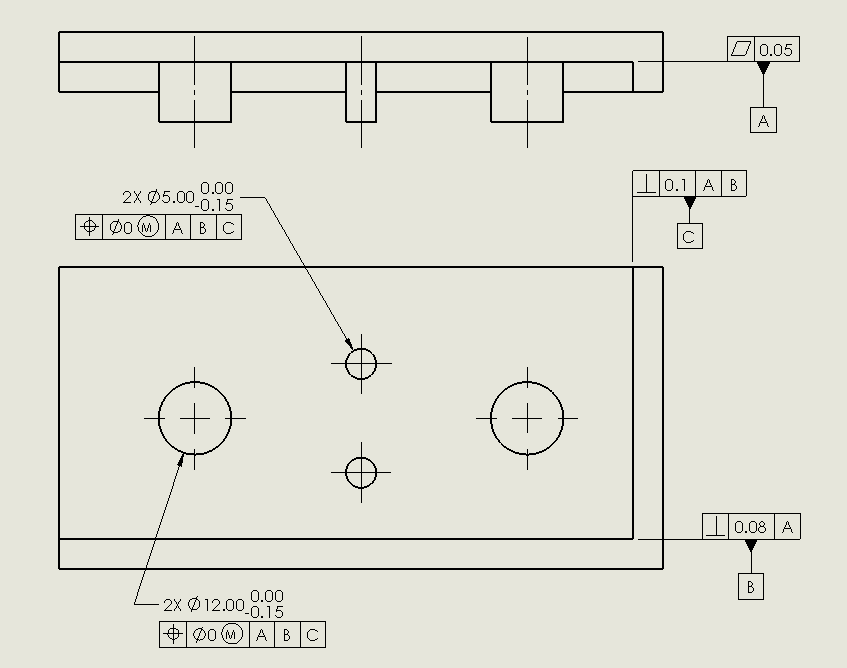 ⏥ 0.05
A
⊥ 0.1 A B
C
2X Ø5.00 0.00
-0.15
⌖ Ø0 Ⓜ A B C
⊥ 0.08 A
B
2X Ø12.00 0.00
-0.15
⌖ Ø0 Ⓜ A B C